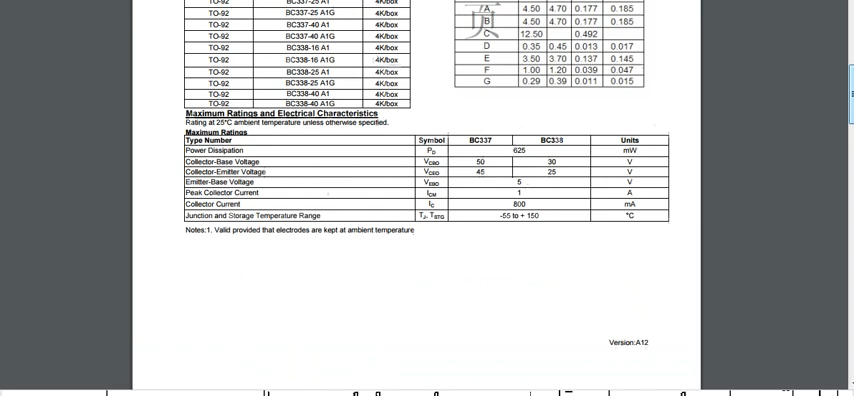 TO-92 BC337-25 A1 4K/box
TO-92 BC337-25 A1G 4K/box
TO-92 BC337-40 A1 4K/box
TO-92 BC337-40 A1G 4K/box
TO-92 BC338-16 A1 4K/box
TO-92 BC338-16 A1G 4K/box
TO-92 BC338-25 A1 4K/box
TO-92 BC338-25 A1G 4K/box
TO-92 BC338-40 A1 4K/box
TO-92 BC338-40 A1G 4K/box
A 4.50 4.70 0.177 0.185
B 4.50 4.70 0.177 0.185
C 12.50 0.492
D 0.35 0.45 0.013 0.017
E 3.50 3.70 0.137 0.145
F 1.00 1.20 0.039 0.047
G 0.29 0.39 0.011 0.015
Maximum Ratings and Electrical Characteristics
Rating at 25°C ambient temperature unless otherwise specified.
Maximum Ratings
Type Number Symbol BC337 BC338 Units
Power Dissipation PD 625 mW
Collector-Base Voltage VCBO 50 30 V
Collector-Emitter Voltage VCEO 45 25 V
Emitter-Base Voltage VEBO 5 V
Peak Collector Current ICM 1 A
Collector Current IC 800 mA
Junction and Storage Temperature Range TJ, TSTG -55 to + 150 °C
Notes:1. Valid provided that electrodes are kept at ambient temperature
Version:A12